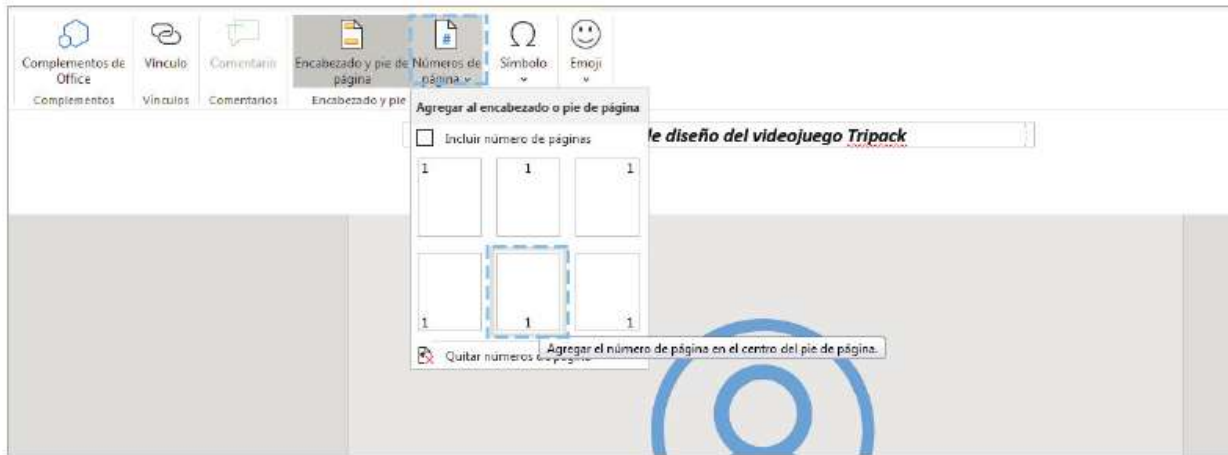 Complementos de Office
Vínculo
Comentario
Encabezado y pie de página
Números de página
Símbolo
Emoji
Complementos
Vínculos
Comentarios
Encabezado y pie
Agregar al encabezado o pie de página
Incluir número de páginas
le diseño del videojuego Tripack
1 1 1
1 1 1
Agregar el número de página en el centro del pie de página.
Quitar números de página